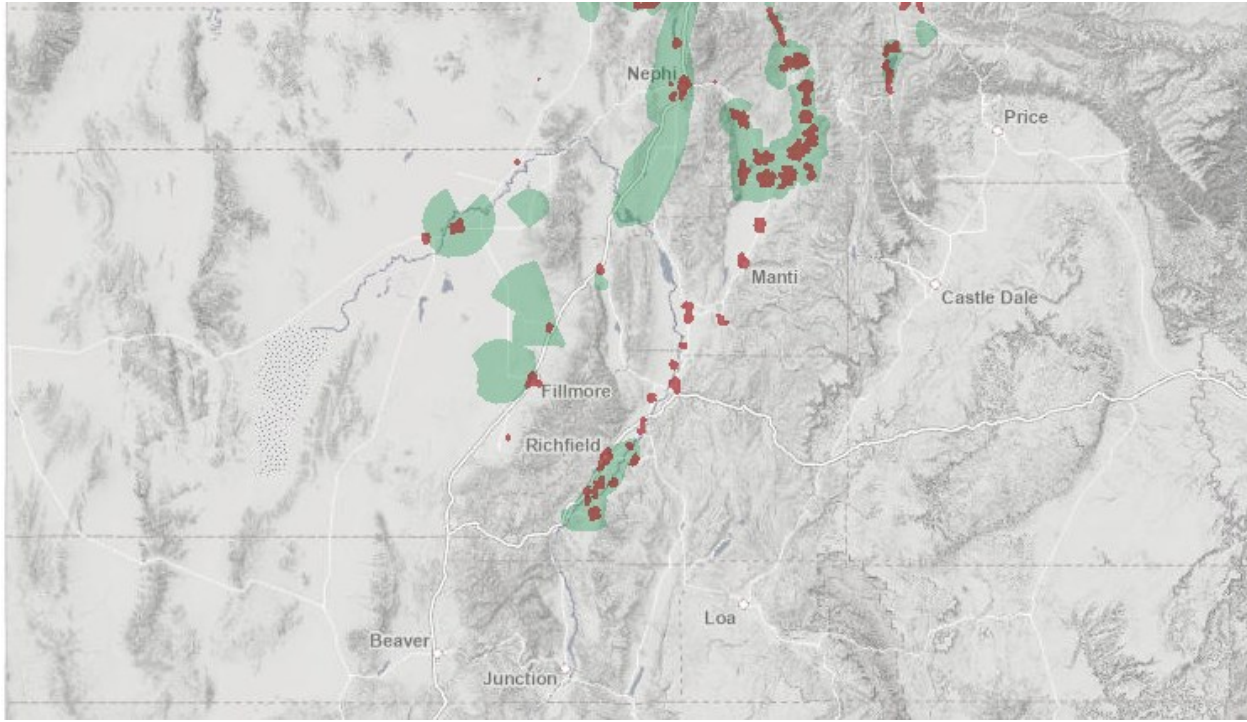 Nephi
Price
Manti
Castle Dale
Fillmore
Richfield
Loa
Beaver
Junction